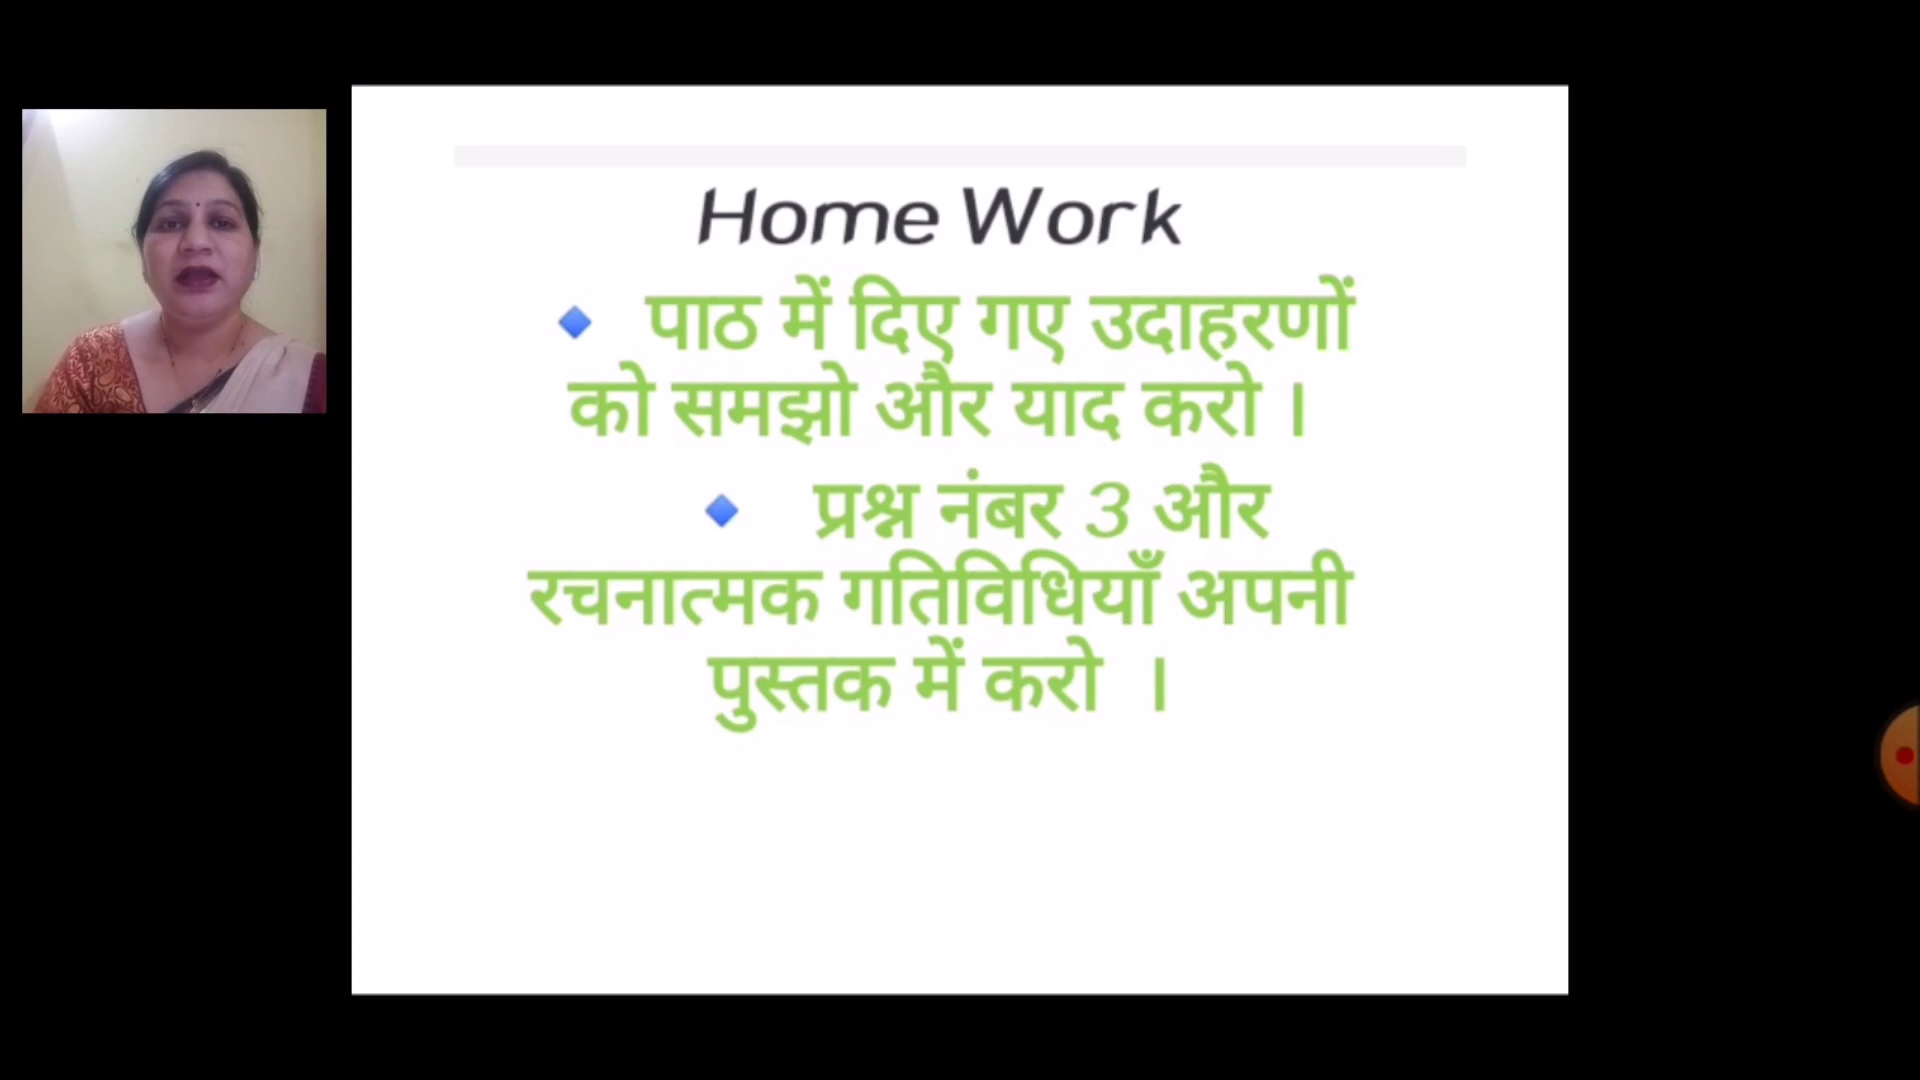 Home Work
पाठ में दिए गए उदाहरणों
को समझो और याद करो ।
प्रश्न नंबर 3 और
रचनात्मक गतिविधियाँ अपनी
पुस्तक में करो ।